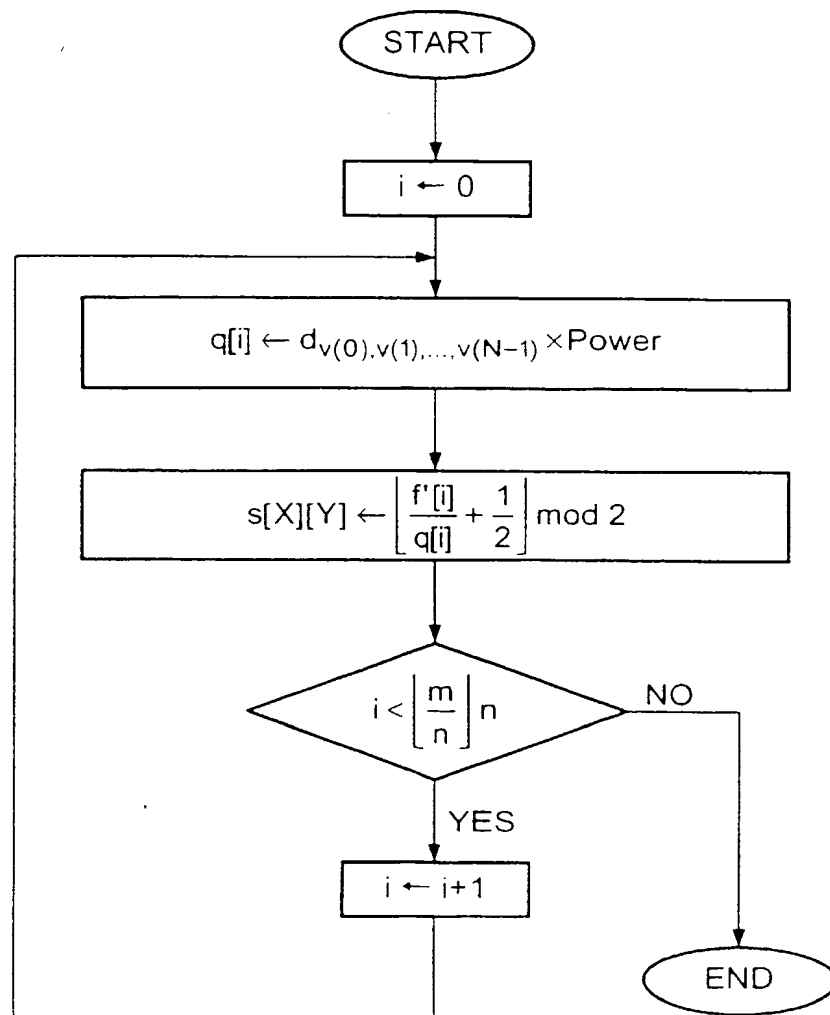 START
i ← 0
q[i] ← d_{v(0),v(1),...,v(N−1)} ×Power
s[X][Y] ← ⌊f'[i]/q[i] + 1/2⌋ mod 2
i < ⌊m/n⌋ n
NO
YES
i ← i+1
END